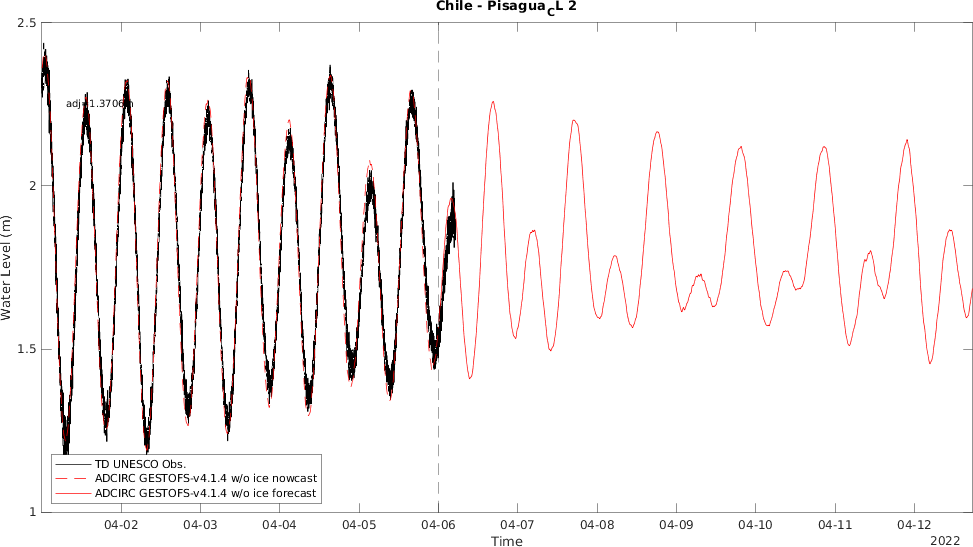 Chile - PisaguaCL 2
2.5
adj=1.3706m
2
Water Level (m)
1.5
TD UNESCO Obs.
ADCIRC GESTOFS-v4.1.4 w/o ice nowcast
ADCIRC GESTOFS-v4.1.4 w/o ice forecast
1
04-02 04-03 04-04 04-05 04-06 04-07 04-08 04-09 04-10 04-11 04-12
Time
2022